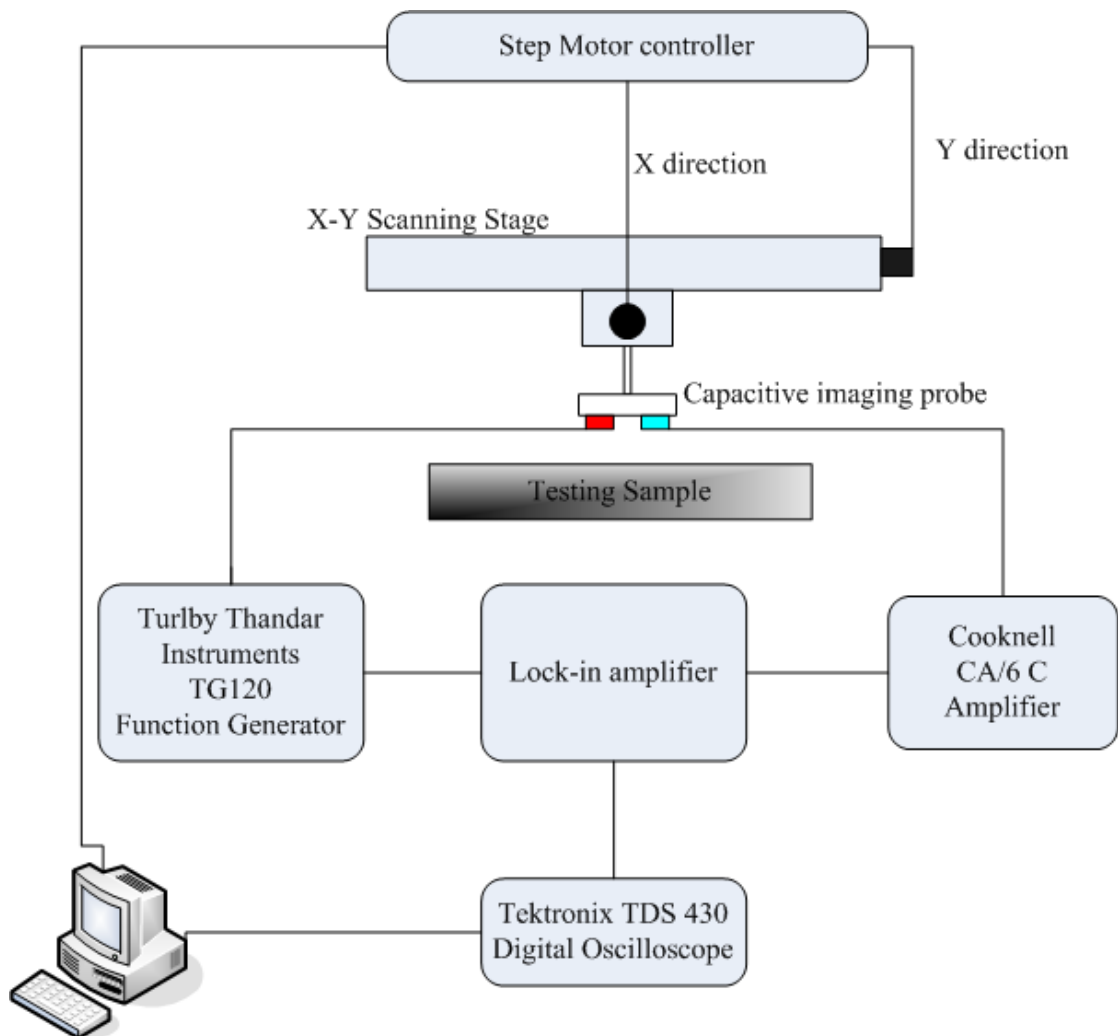 Step Motor controller
X direction
Y direction
X-Y Scanning Stage
Capacitive imaging probe
Testing Sample
Turlby Thandar
Instruments
TG120
Function Generator
Lock-in amplifier
Cooknell
CA/6 C
Amplifier
Tektronix TDS 430
Digital Oscilloscope